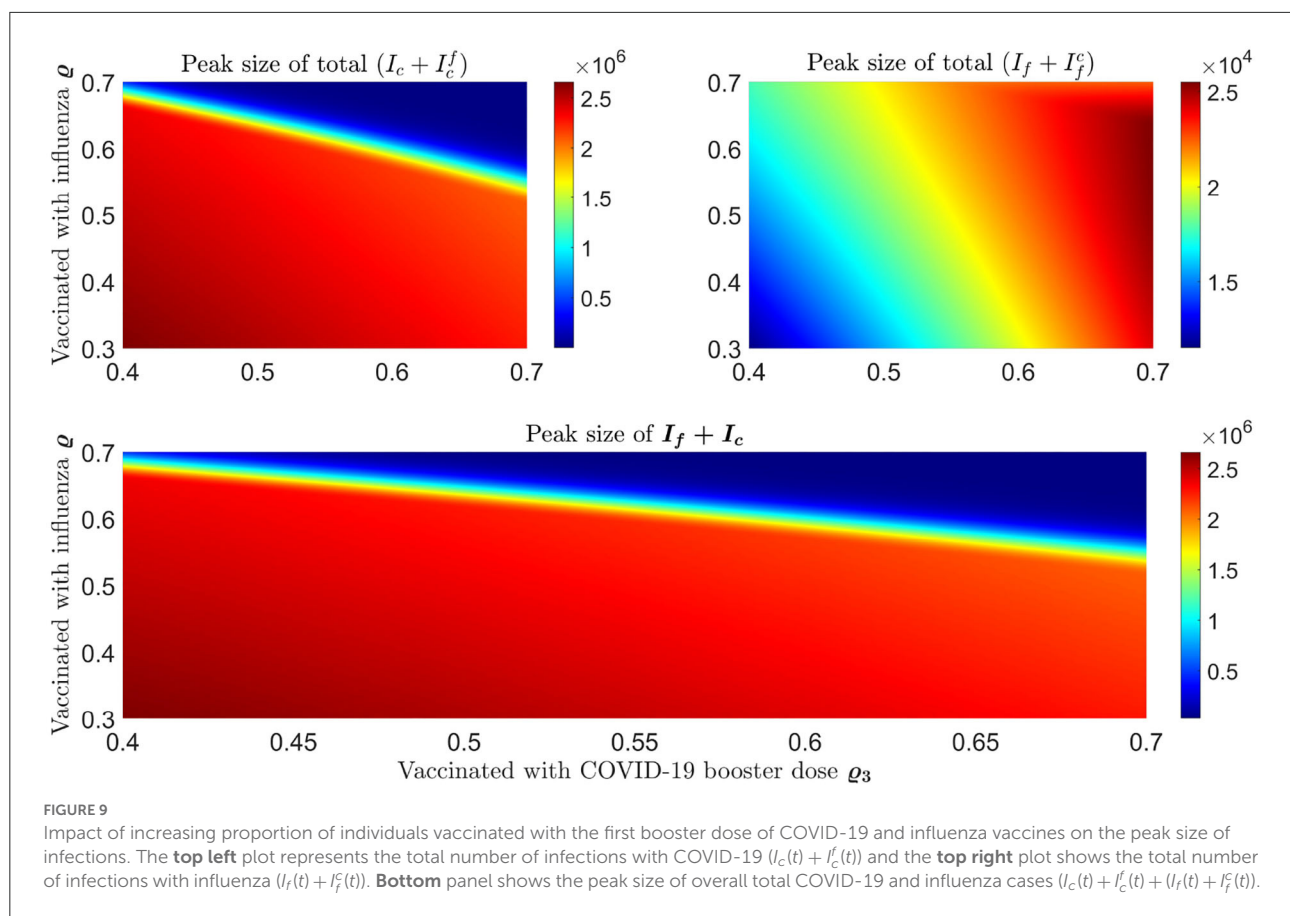 Peak size of total (I_c + I_c^f)
×10^6
Vaccinated with influenza ϱ
0.7
0.6
0.5
0.4
0.3
0.4 0.5 0.6 0.7
2.5
2
1.5
1
0.5
Peak size of total (I_f + I_f^c)
×10^4
0.7
0.6
0.5
0.4
0.3
0.4 0.5 0.6 0.7
2.5
2
1.5
Peak size of I_f + I_c
×10^6
Vaccinated with influenza ϱ
0.7
0.6
0.5
0.4
0.3
0.4 0.45 0.5 0.55 0.6 0.65 0.7
2.5
2
1.5
1
0.5
Vaccinated with COVID-19 booster dose ϱ_3
FIGURE 9
Impact of increasing proportion of individuals vaccinated with the first booster dose of COVID-19 and influenza vaccines on the peak size of
infections. The top left plot represents the total number of infections with COVID-19 (I_c(t) + I_c^f(t)) and the top right plot shows the total number
of infections with influenza (I_f(t) + I_f^c(t)). Bottom panel shows the peak size of overall total COVID-19 and influenza cases (I_c(t) + I_c^f(t) + (I_f(t) + I_f^c(t)).